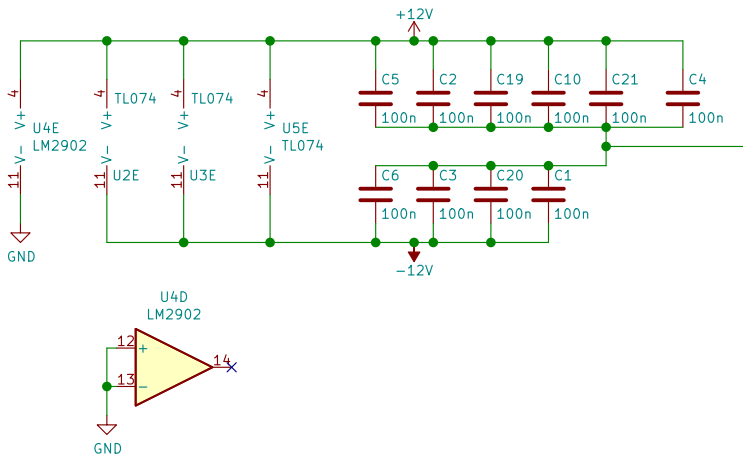 +12V
4
4
4
4
TL074
TL074
C5
C2
C19
C10
C21
C4
V+
V+
V+
V+
100n
100n
100n
100n
100n
100n
U4E
LM2902
U5E
TL074
V-
V-
V-
V-
11
11
11
11
U2E
U3E
C6
C3
C20
C1
100n
100n
100n
100n
GND
-12V
U4D
LM2902
12
+
14
13
-
GND